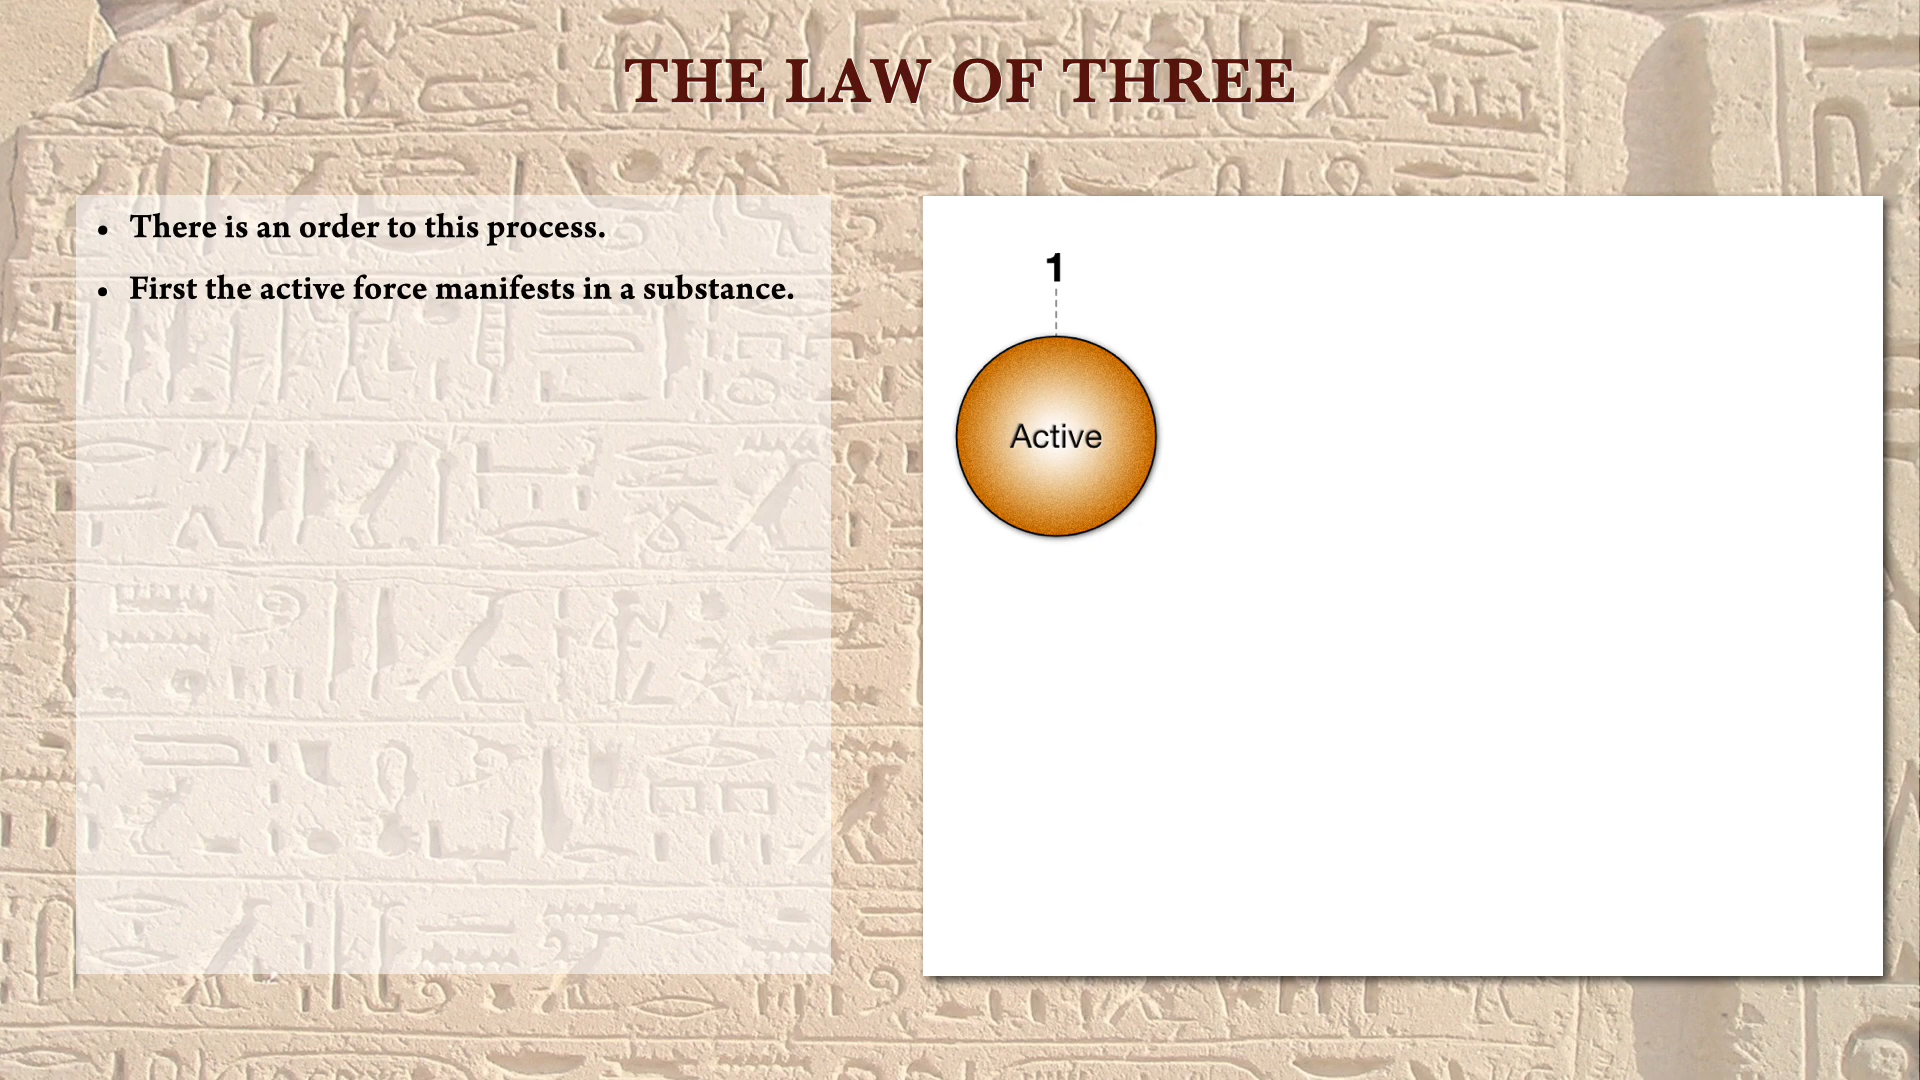 THE LAW OF THREE
• There is an order to this process.
• First the active force manifests in a substance.
1
Active